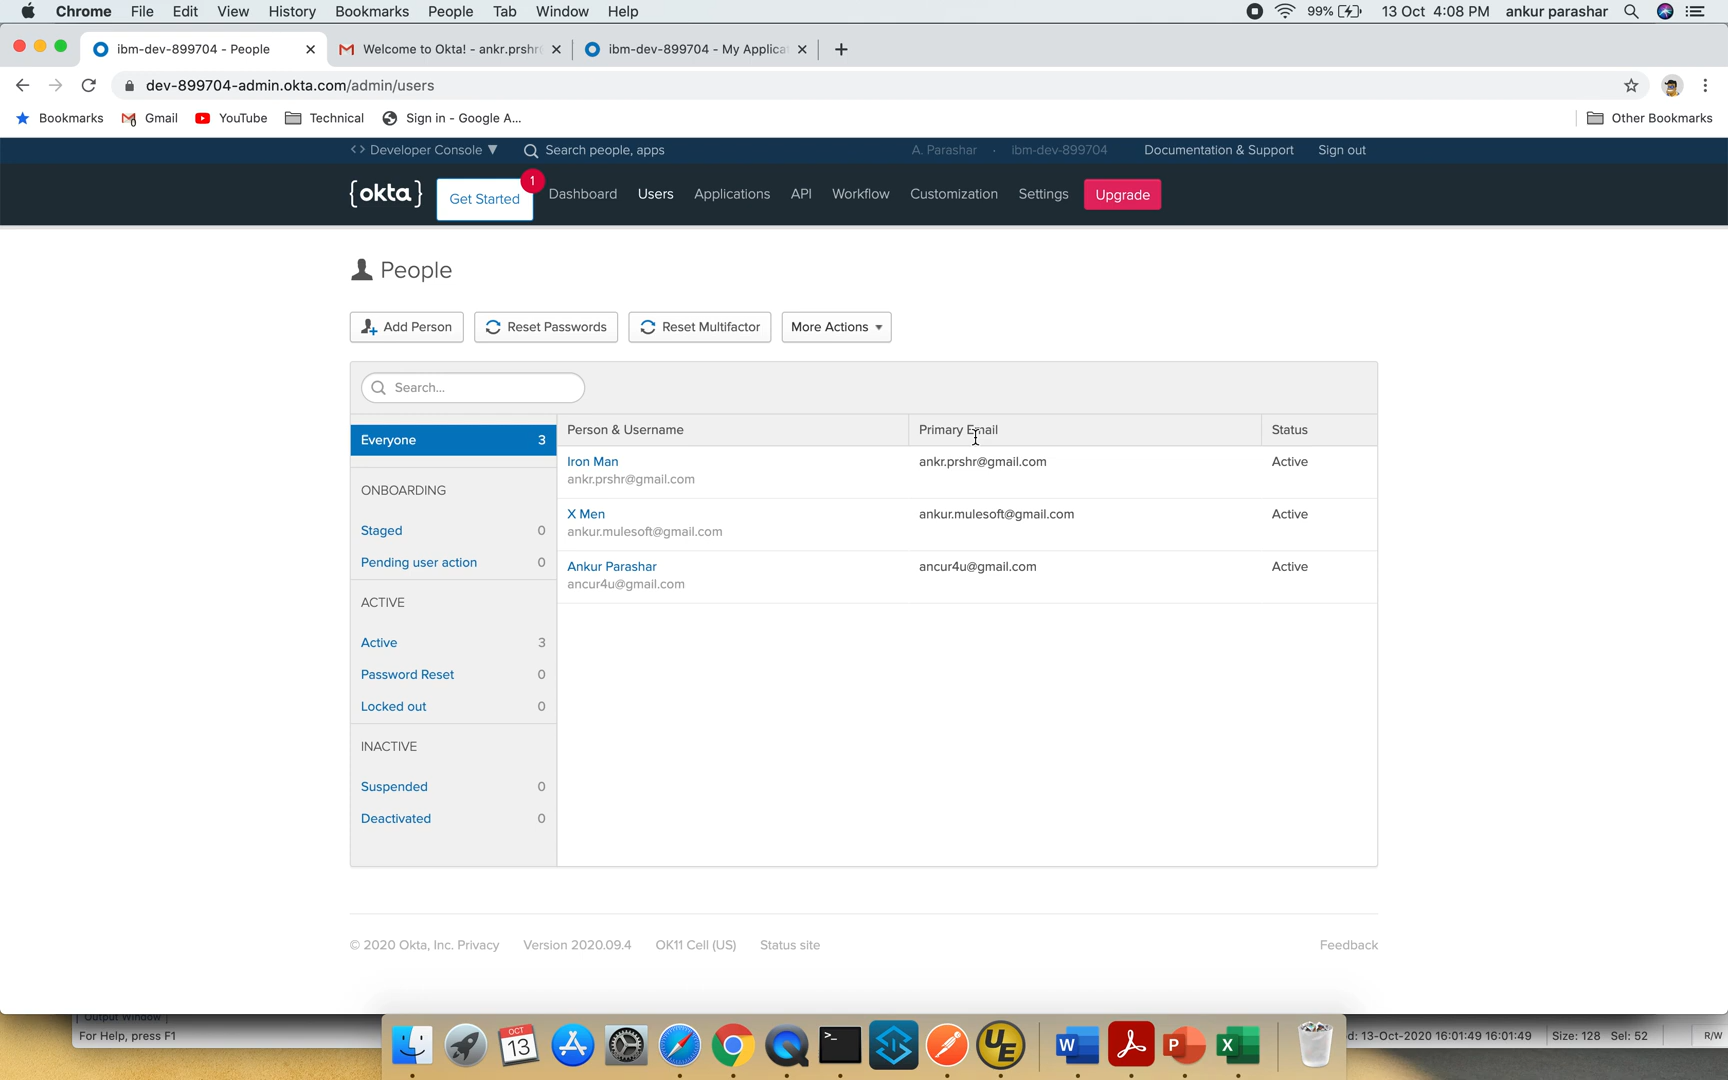 Chrome File Edit View History Bookmarks People Tab Window Help 99% 13 Oct 4:08 PM ankur parashar
ibm-dev-899704 - People Welcome to Okta! - ankr.prshr ibm-dev-899704 - My Applica
dev-899704-admin.okta.com/admin/users
Bookmarks Gmail YouTube Technical Sign in - Google A... Other Bookmarks
<> Developer Console Search people, apps A. Parashar · ibm-dev-899704 Documentation & Support Sign out
{okta} Get Started 1 Dashboard Users Applications API Workflow Customization Settings Upgrade
People
Add Person Reset Passwords Reset Multifactor More Actions
Search...
Everyone 3 Person & Username Primary Email Status
Iron Man ankr.prshr@gmail.com Active
ankr.prshr@gmail.com
ONBOARDING
X Men ankur.mulesoft@gmail.com Active
Staged 0 ankur.mulesoft@gmail.com
Pending user action 0 Ankur Parashar ancur4u@gmail.com Active
ancur4u@gmail.com
ACTIVE
Active 3
Password Reset 0
Locked out 0
INACTIVE
Suspended 0
Deactivated 0
© 2020 Okta, Inc. Privacy Version 2020.09.4 OK11 Cell (US) Status site Feedback
Output Window
For Help, press F1 d: 13-Oct-2020 16:01:49 16:01:49 Size: 128 Sel: 52 R/W
OCT
13 >_ UE W P X